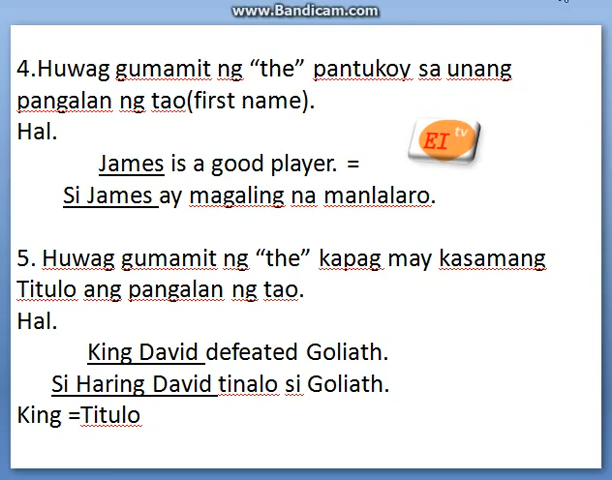 www.Bandicam.com
4.Huwag gumamit ng “the” pantukoy sa unang
pangalan ng tao(first name).
Hal.
EI tv
James is a good player. =
Si James ay magaling na manlalaro.
5. Huwag gumamit ng “the” kapag may kasamang
Titulo ang pangalan ng tao.
Hal.
King David defeated Goliath.
Si Haring David tinalo si Goliath.
King =Titulo